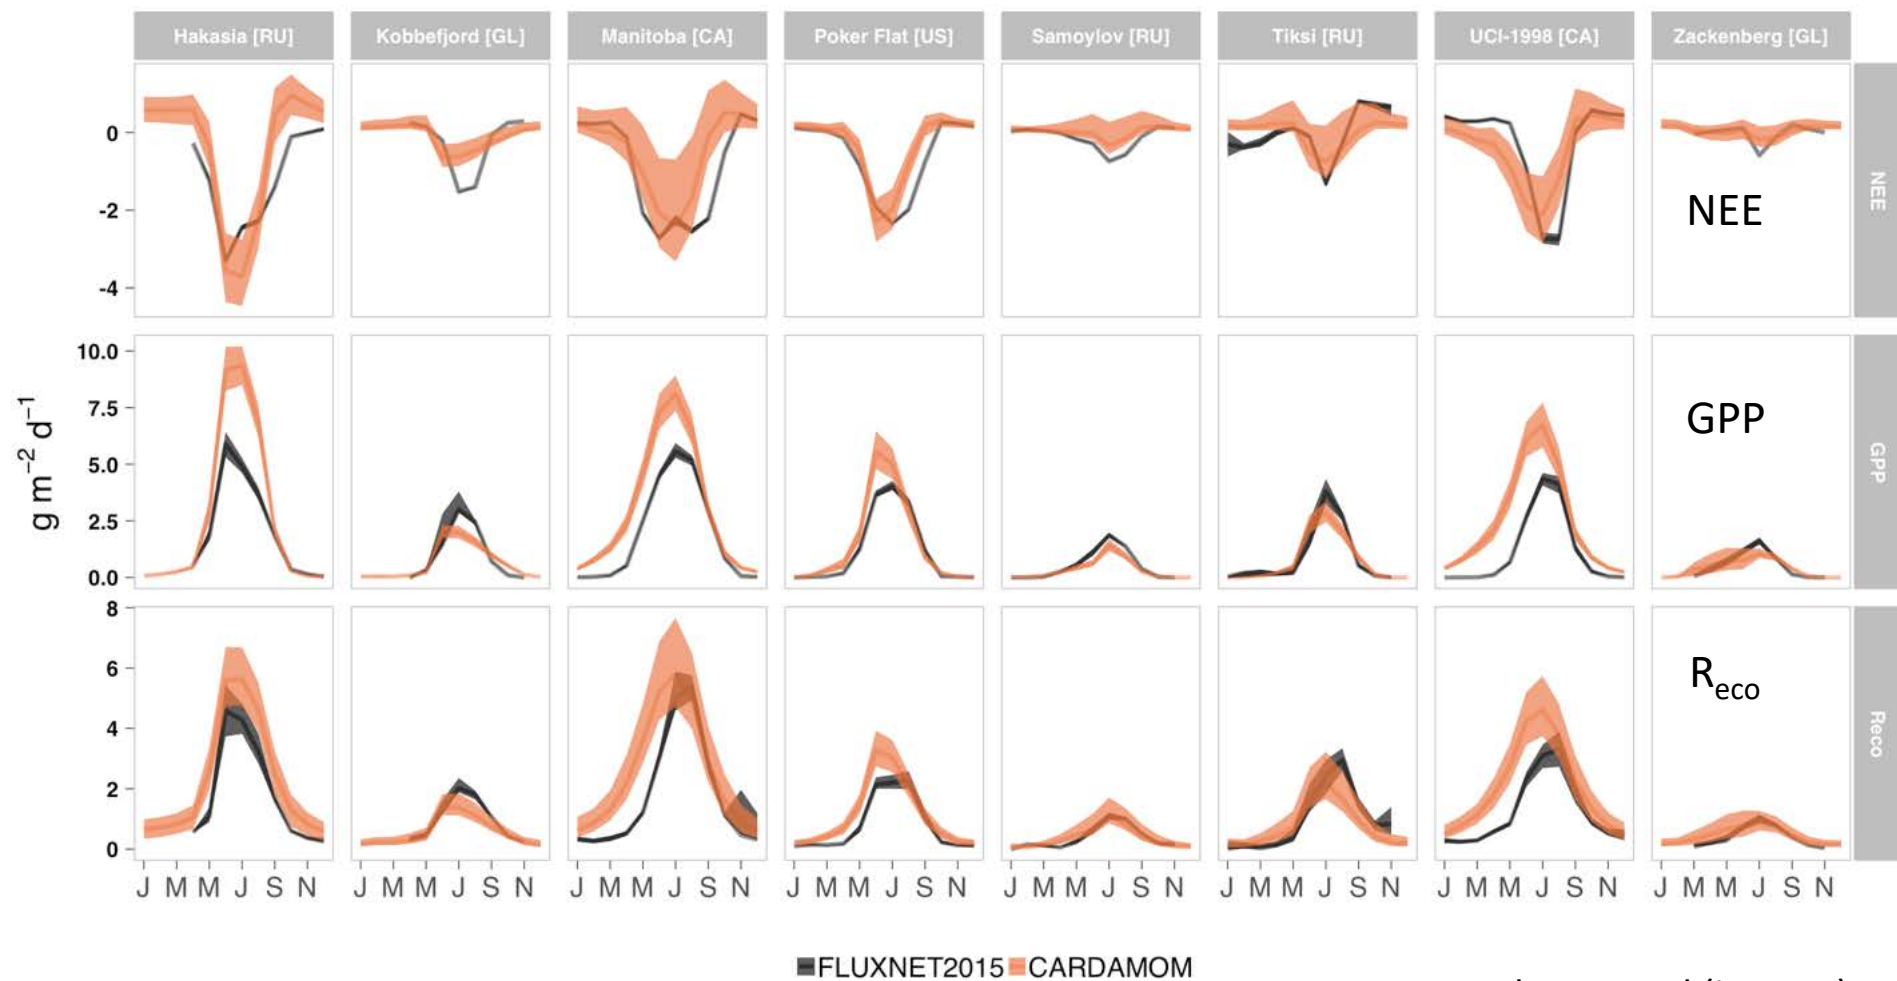 Hakasia [RU] Kobbefjord [GL] Manitoba [CA] Poker Flat [US] Samoylov [RU] Tiksi [RU] UCI-1998 [CA] Zackenberg [GL]
0
-2
-4
NEE
NEE
g m−2 d−1
10.0
7.5
5.0
2.5
0.0
GPP
GPP
8
6
4
2
0
Reco
Reco
J M M J S N J M M J S N J M M J S N J M M J S N J M M J S N J M M J S N J M M J S N J M M J S N
FLUXNET2015 CARDAMOM